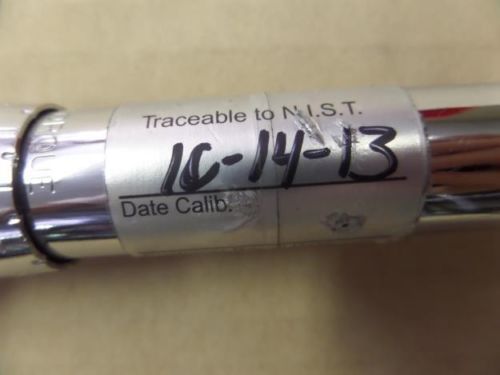 Traceable to N.I.S.T.
10-14-13
Date Calib.